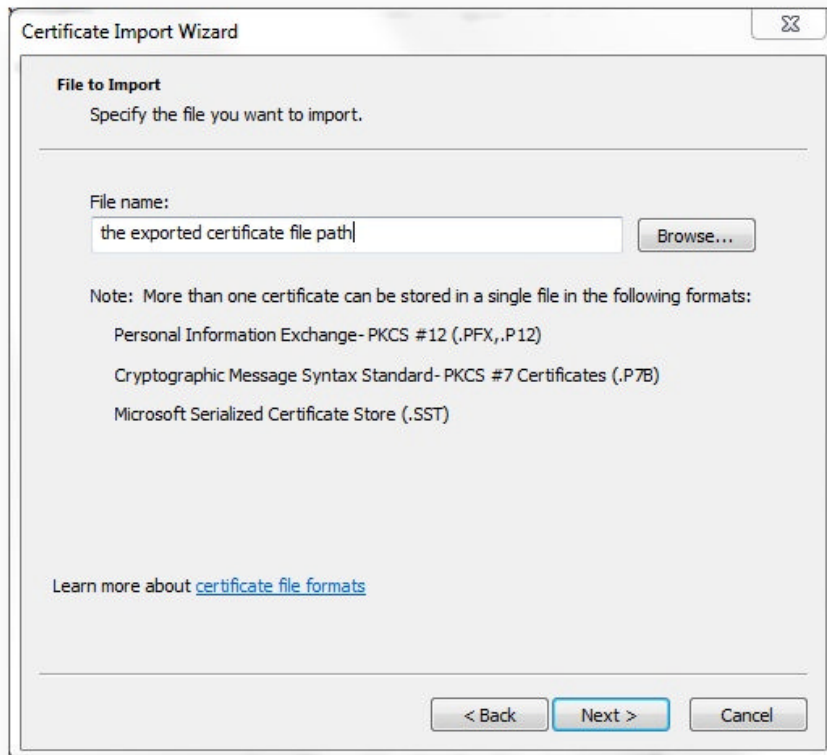 Certificate Import Wizard
File to Import
Specify the file you want to import.
File name:
the exported certificate file path
Browse...
Note: More than one certificate can be stored in a single file in the following formats:
Personal Information Exchange- PKCS #12 (.PFX,.P12)
Cryptographic Message Syntax Standard- PKCS #7 Certificates (.P7B)
Microsoft Serialized Certificate Store (.SST)
Learn more about certificate file formats
< Back Next > Cancel